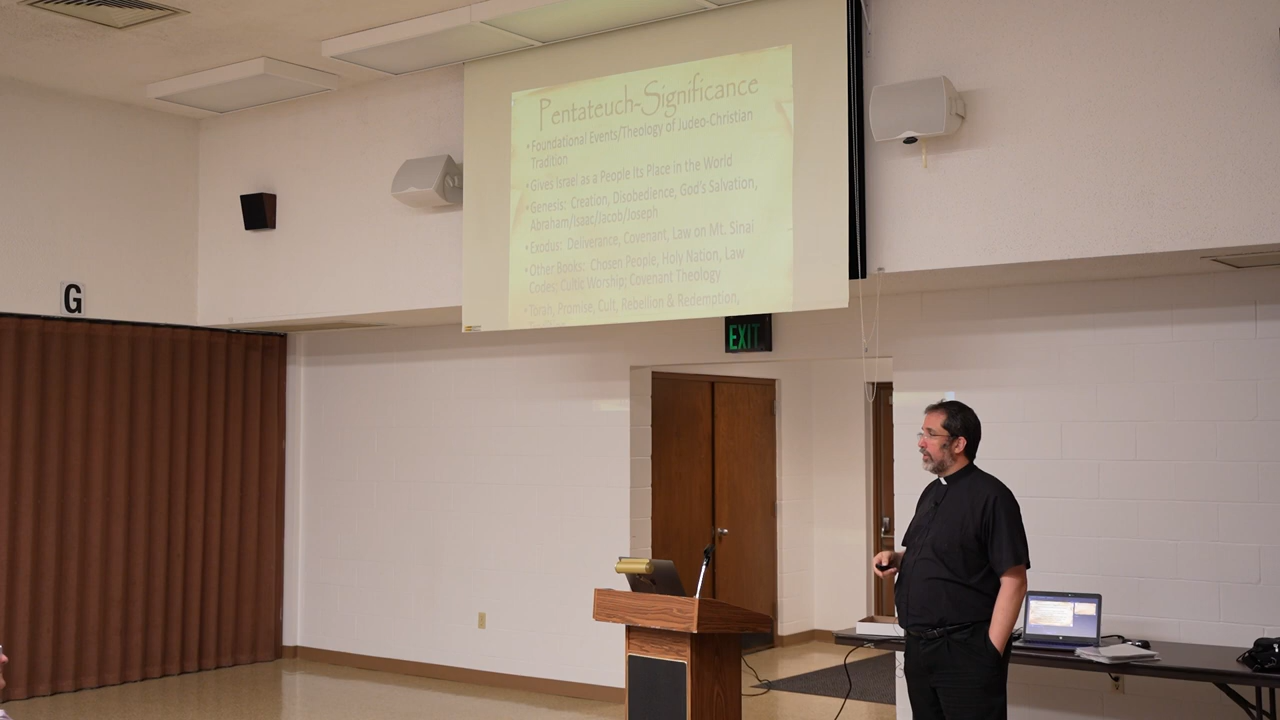 Pentateuch-Significance
• Foundational Events/Theology of Judeo-Christian
Tradition
• Gives Israel as a People Its Place in the World
• Genesis: Creation, Disobedience, God's Salvation,
Abraham/Isaac/Jacob/Joseph
• Exodus: Deliverance, Covenant, Law on Mt. Sinai
• Other Books: Chosen People, Holy Nation, Law
Codes; Cultic Worship; Covenant Theology
• Torah, Promise, Cult, Rebellion & Redemption,
G
EXIT